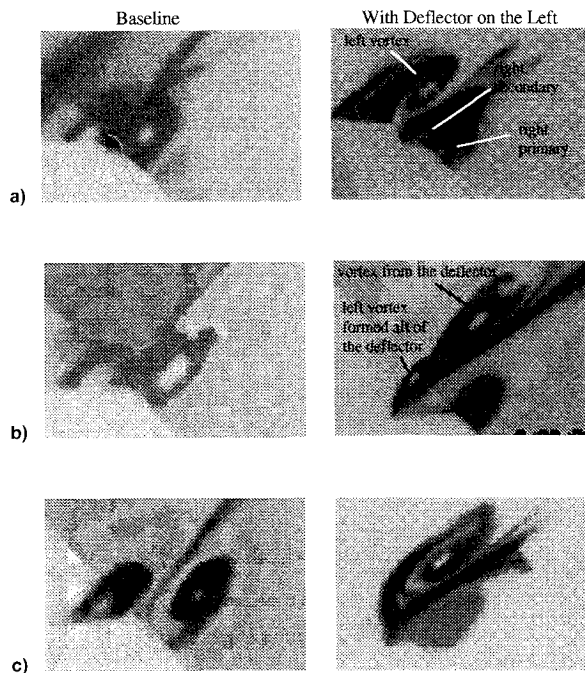 Baseline
With Deflector on the Left
left vortex
right
secondary
right
primary
a)
vortex from the deflector
left vortex
formed aft of
the deflector
b)
c)